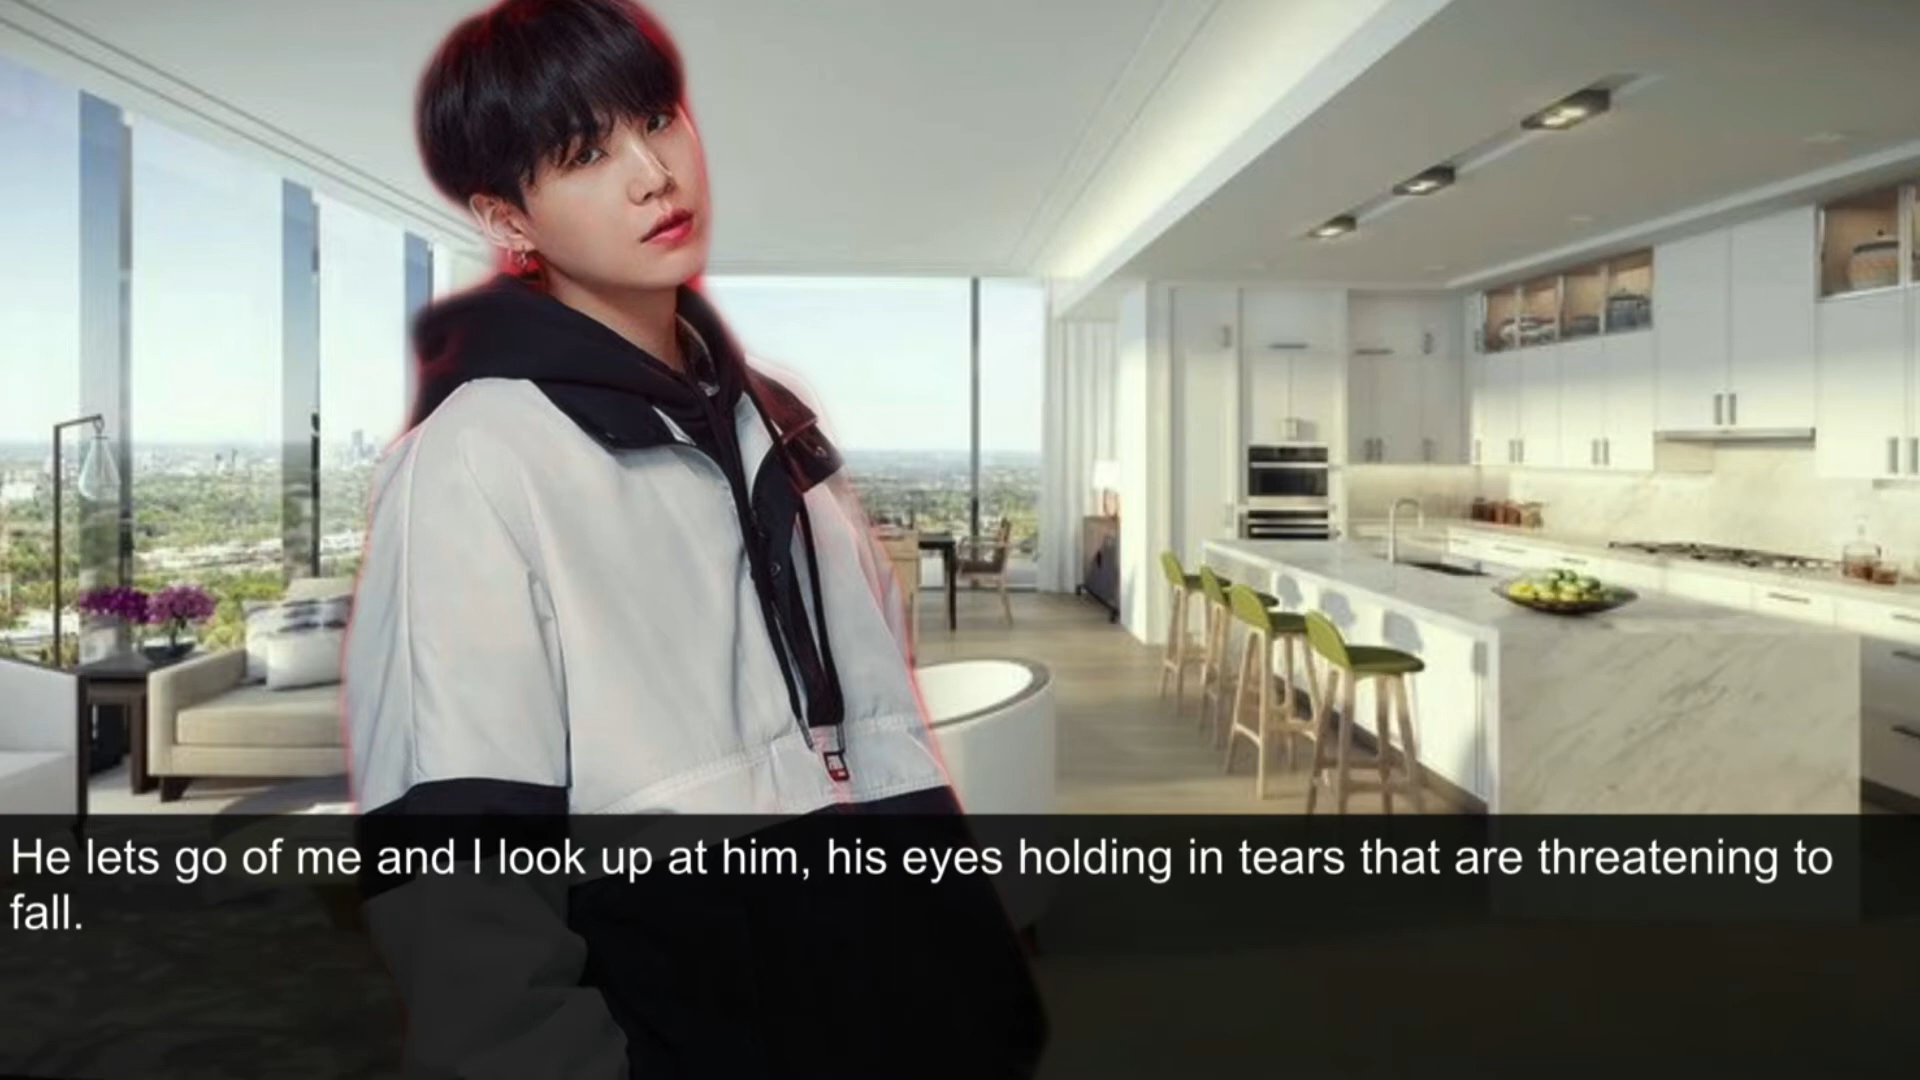 He lets go of me and I look up at him, his eyes holding in tears that are threatening to
fall.